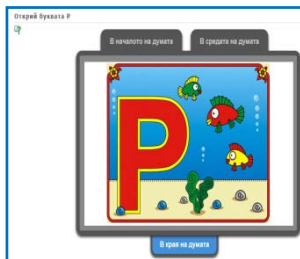 Открий буквата Р
В началото на думата
В средата на думата
Р
В края на думата